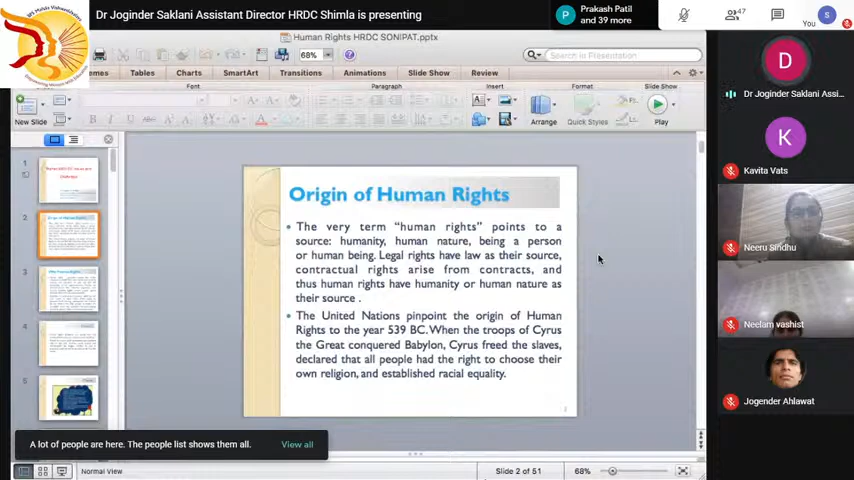 Dr Joginder Saklani Assistant Director HRDC Shimla is presenting
Prakash Patil
and 39 more
47
You
S
Human Rights HRDC SONIPAT.pptx
68%
Search in Presentation
emes Tables Charts SmartArt Transitions Animations Slide Show Review
Font Paragraph Insert Format Slide Show
New Slide
Arrange Quick Styles Play
1
2
3
4
5
Origin of Human Rights
The very term “human rights” points to a
source: humanity, human nature, being a person
or human being. Legal rights have law as their source,
contractual rights arise from contracts, and
thus human rights have humanity or human nature as
their source .
The United Nations pinpoint the origin of Human
Rights to the year 539 BC. When the troops of Cyrus
the Great conquered Babylon, Cyrus freed the slaves,
declared that all people had the right to choose their
own religion, and established racial equality.
A lot of people are here. The people list shows them all. View all
Normal View Slide 2 of 51 68%
D
Dr Joginder Saklani Assi...
K
Kavita Vats
Neeru Sindhu
Neelam vashist
Jogender Ahlawat